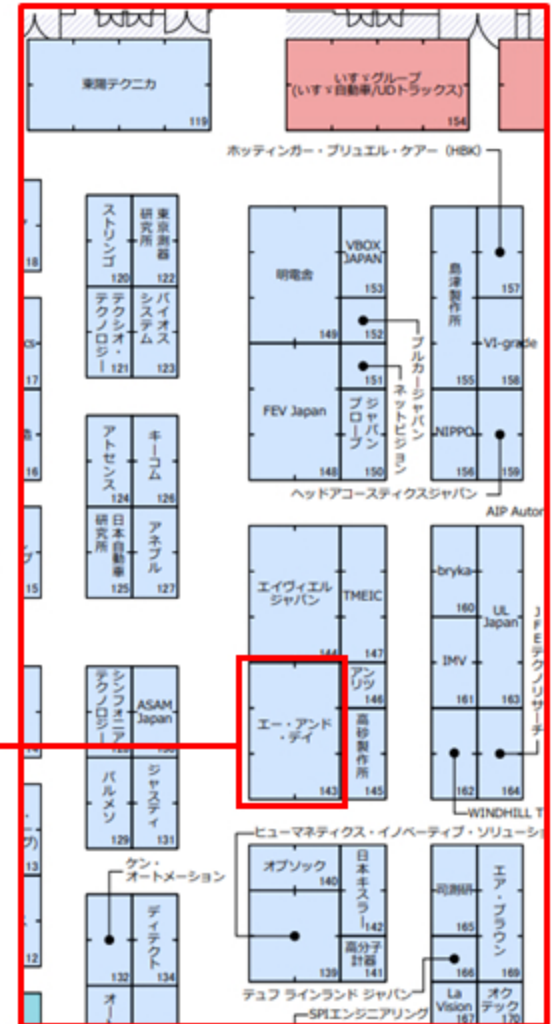 東陽テクニカ
119
いすゞグループ
(いすゞ自動車/UDトラックス)
154
ホッティンガー・ブリュエル・ケアー（HBK）
18
ストリンゴ
120
東京測器
研究所
122
テクシオ・
テクノロジー
121
バイオス
システム
123
明電舎
149
VBOX
JAPAN
153
152
ブルカージャパン
151
ネットビジョン
FEV Japan
148
ジャパン
プローブ
150
島津製作所
155
157
VI-grade
158
NIPPO
156
159
ヘッドアコースティクスジャパン
cs
17
16
アトセンス
124
キーコム
126
日本自動車
研究所
125
アネブル
127
15
AIP Autor
エイヴィエル
ジャパン
144
TMEIC
147
bryka
160
UL
Japan
163
IMV
161
JFEテクノリサーチ
エー・アンド
・デイ
143
アン
リツ
146
高砂製作所
145
162
164
WINDHILL T
14
シンフォニア
テクノロジー
ASAM
Japan
パルメソ
129
ジャスティ
131
13
12
ヒューマネティクス・イノベーティブ・ソリューショ
ケン・
オートメーション
132
ディテクト
134
オー
オプソック
140
139
日本キスラー
142
高分子
計器
141
司測研
165
エア・ブラウン
169
166
テュフ ラインランド ジャパン
SPIエンジニアリング
La
Vision
167
オク
テック
170